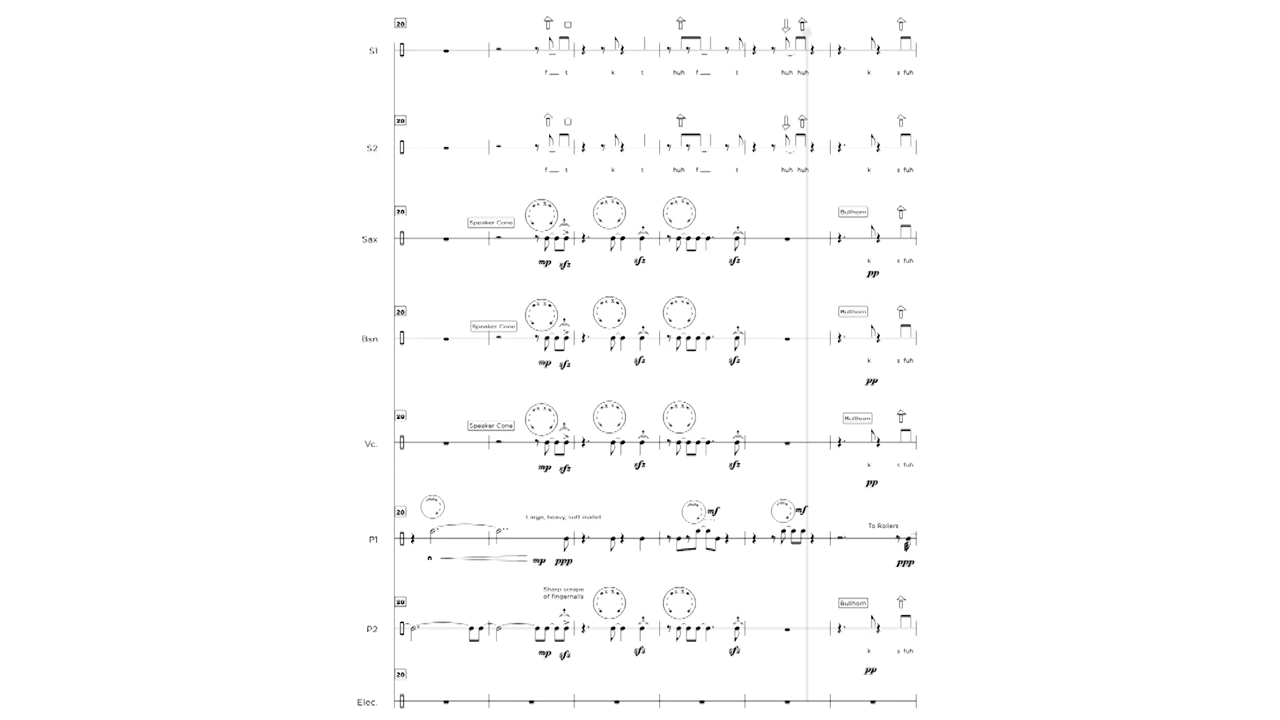 20
S1
f t k t huh f t huh huh k s fuh
20
S2
f t k t huh f t huh huh k s fuh
20
Speaker Cone
Bullhorn
Sax
k s fuh
mp sfz sfz sfz pp
20
Speaker Cone
Bullhorn
Bsn
k s fuh
mp sfz sfz sfz
pp
20
Speaker Cone
Bullhorn
Vc.
k s fuh
mp sfz sfz sfz
pp
20
Large, heavy, soft mallet
mf mf
To Rollers
P1
n mp ppp ppp
Sharp scrape
of fingernails
20
Bullhorn
P2
k s fuh
mp sfz sfz sfz
pp
20
Elec.